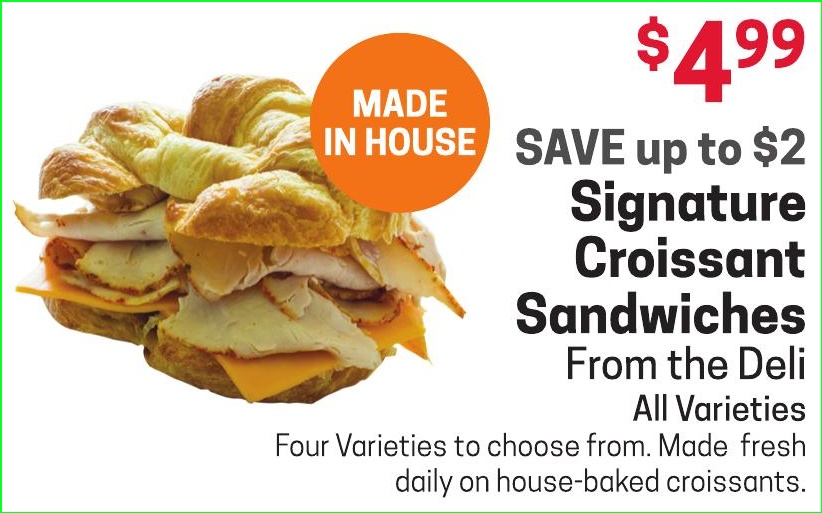 $4.99
MADE
IN HOUSE
SAVE up to $2
Signature
Croissant
Sandwiches
From the Deli
All Varieties
Four Varieties to choose from. Made fresh
daily on house-baked croissants.